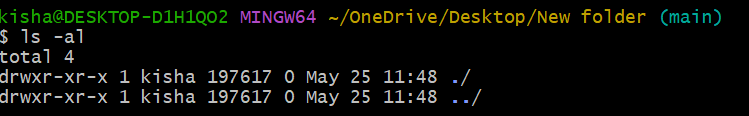 kisha@DESKTOP-D1H1QO2 MINGW64 ~/OneDrive/Desktop/New folder (main)
$ ls -al
total 4
drwxr-xr-x 1 kisha 197617 0 May 25 11:48 ./
drwxr-xr-x 1 kisha 197617 0 May 25 11:48 ../